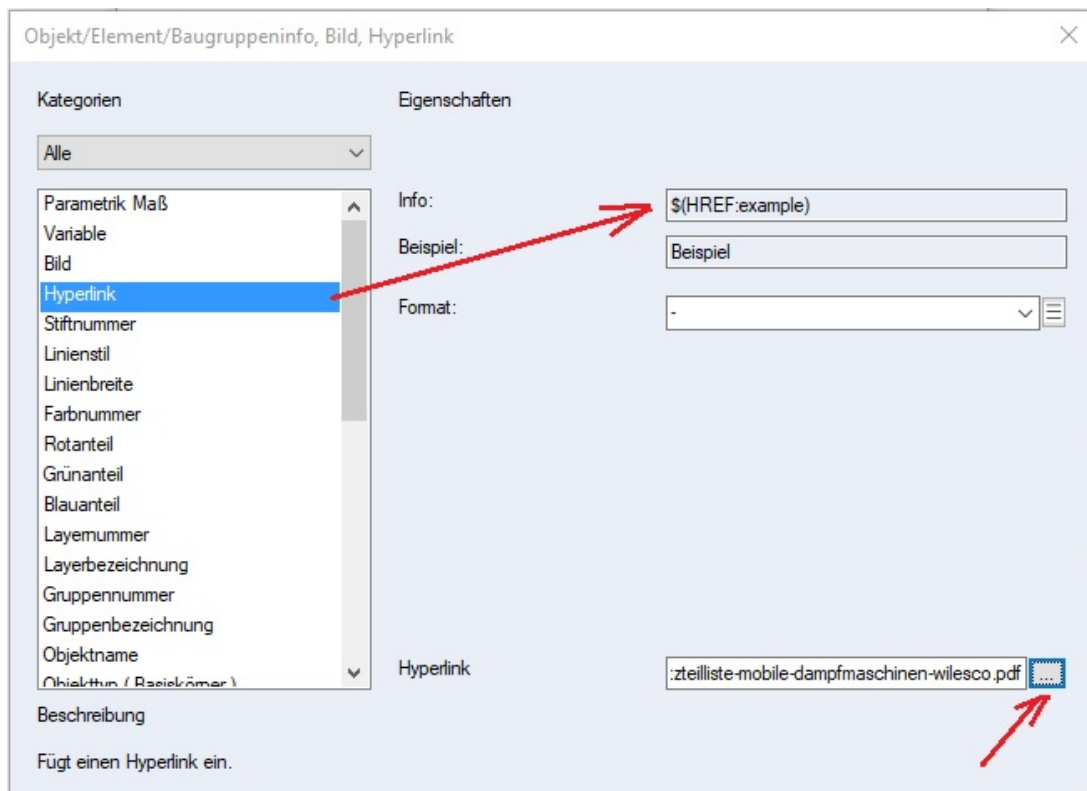 Objekt/Element/Baugruppeninfo, Bild, Hyperlink
Kategorien
Eigenschaften
Alle
Parametrik Maß
Variable
Bild
Hyperlink
Stiftnummer
Linienstil
Linienbreite
Farbnummer
Rotanteil
Grünanteil
Blauanteil
Layernummer
Layerbezeichnung
Gruppennummer
Gruppenbezeichnung
Objektname
Objekttyp ( Basiskörper )
Info:
$(HREF:example)
Beispiel:
Beispiel
Format:
-
Hyperlink
:zteilliste-mobile-dampfmaschinen-wilesco.pdf
...
Beschreibung
Fügt einen Hyperlink ein.